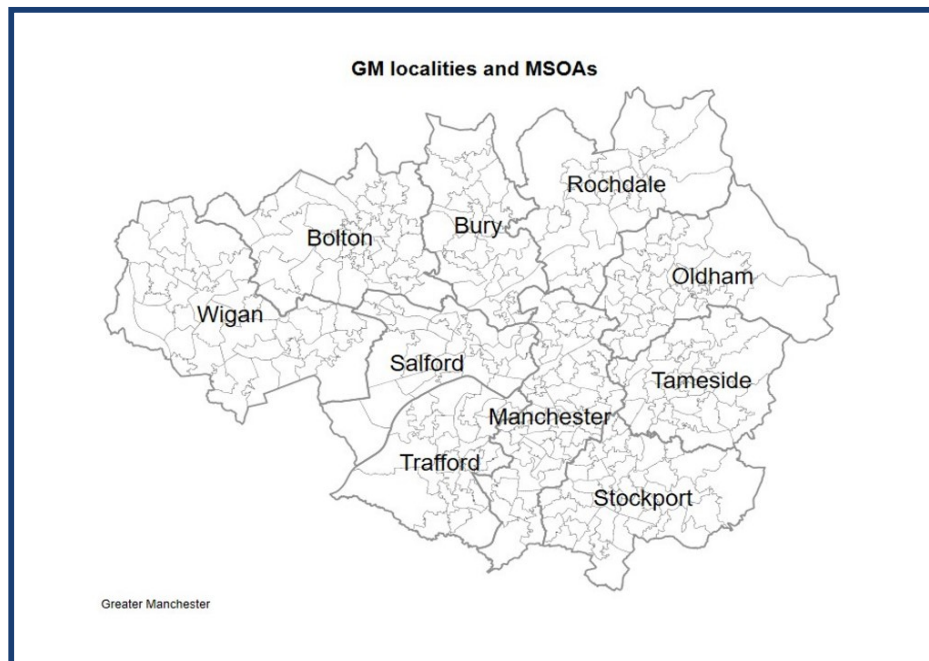 GM localities and MSOAs
Rochdale
Bury
Bolton
Oldham
Wigan
Salford
Tameside
Manchester
Trafford
Stockport
Greater Manchester